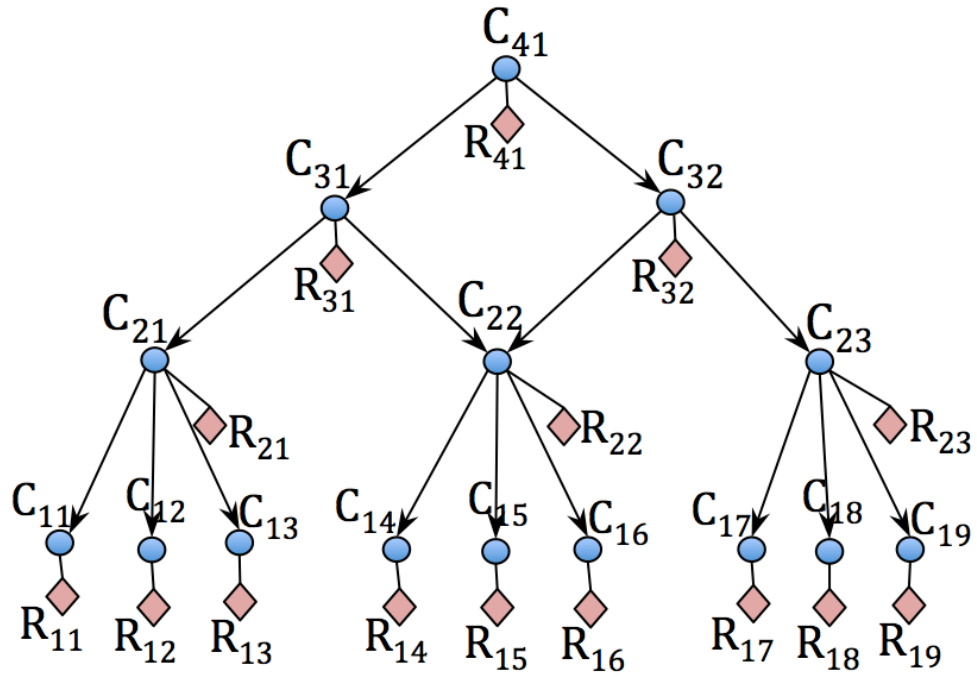 C₄₁
R₄₁
C₃₁ C₃₂
R₃₁ R₃₂
C₂₁ C₂₂ C₂₃
R₂₁ R₂₂ R₂₃
C₁₁ C₁₂ C₁₃ C₁₄ C₁₅ C₁₆ C₁₇ C₁₈ C₁₉
R₁₁ R₁₂ R₁₃ R₁₄ R₁₅ R₁₆ R₁₇ R₁₈ R₁₉